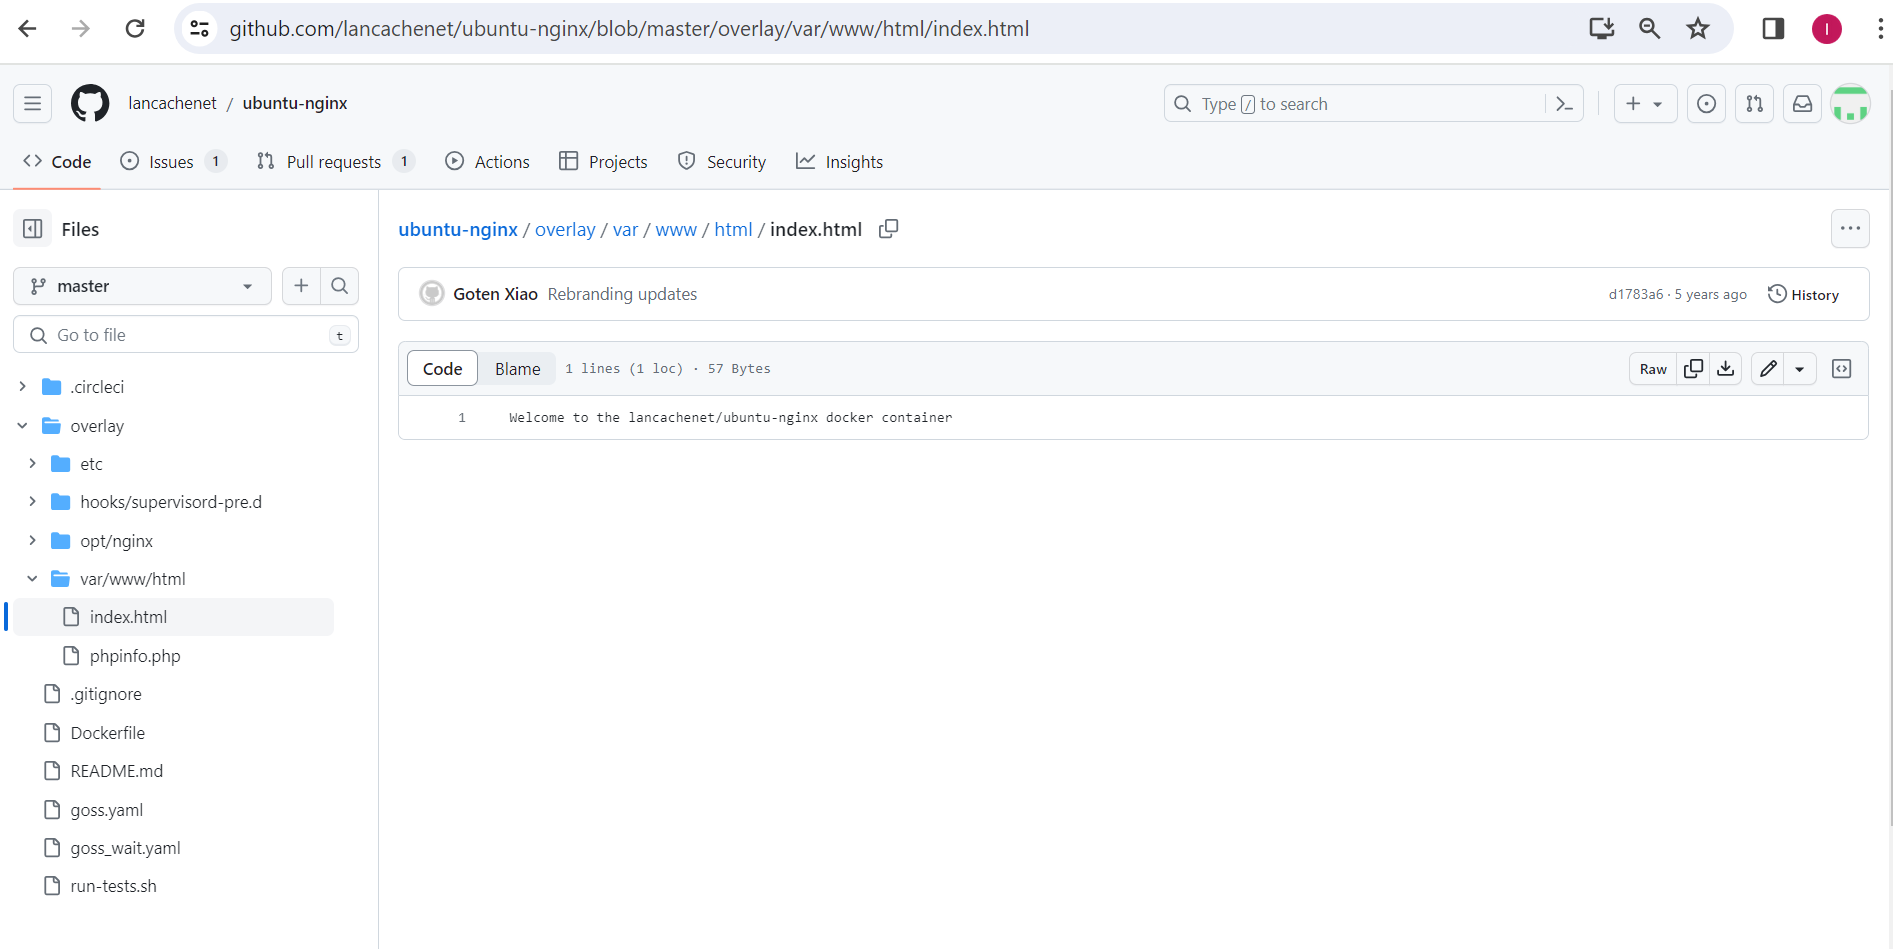 github.com/lancachenet/ubuntu-nginx/blob/master/overlay/var/www/html/index.html
I
lancachenet / ubuntu-nginx
Type / to search
Code
Issues 1
Pull requests 1
Actions
Projects
Security
Insights
Files
master
Go to file
t
.circleci
overlay
etc
hooks/supervisord-pre.d
opt/nginx
var/www/html
index.html
phpinfo.php
.gitignore
Dockerfile
README.md
goss.yaml
goss_wait.yaml
run-tests.sh
ubuntu-nginx / overlay / var / www / html / index.html
Goten Xiao Rebranding updates
d1783a6 · 5 years ago
History
Code
Blame
1 lines (1 loc) · 57 Bytes
Raw
1 Welcome to the lancachenet/ubuntu-nginx docker container